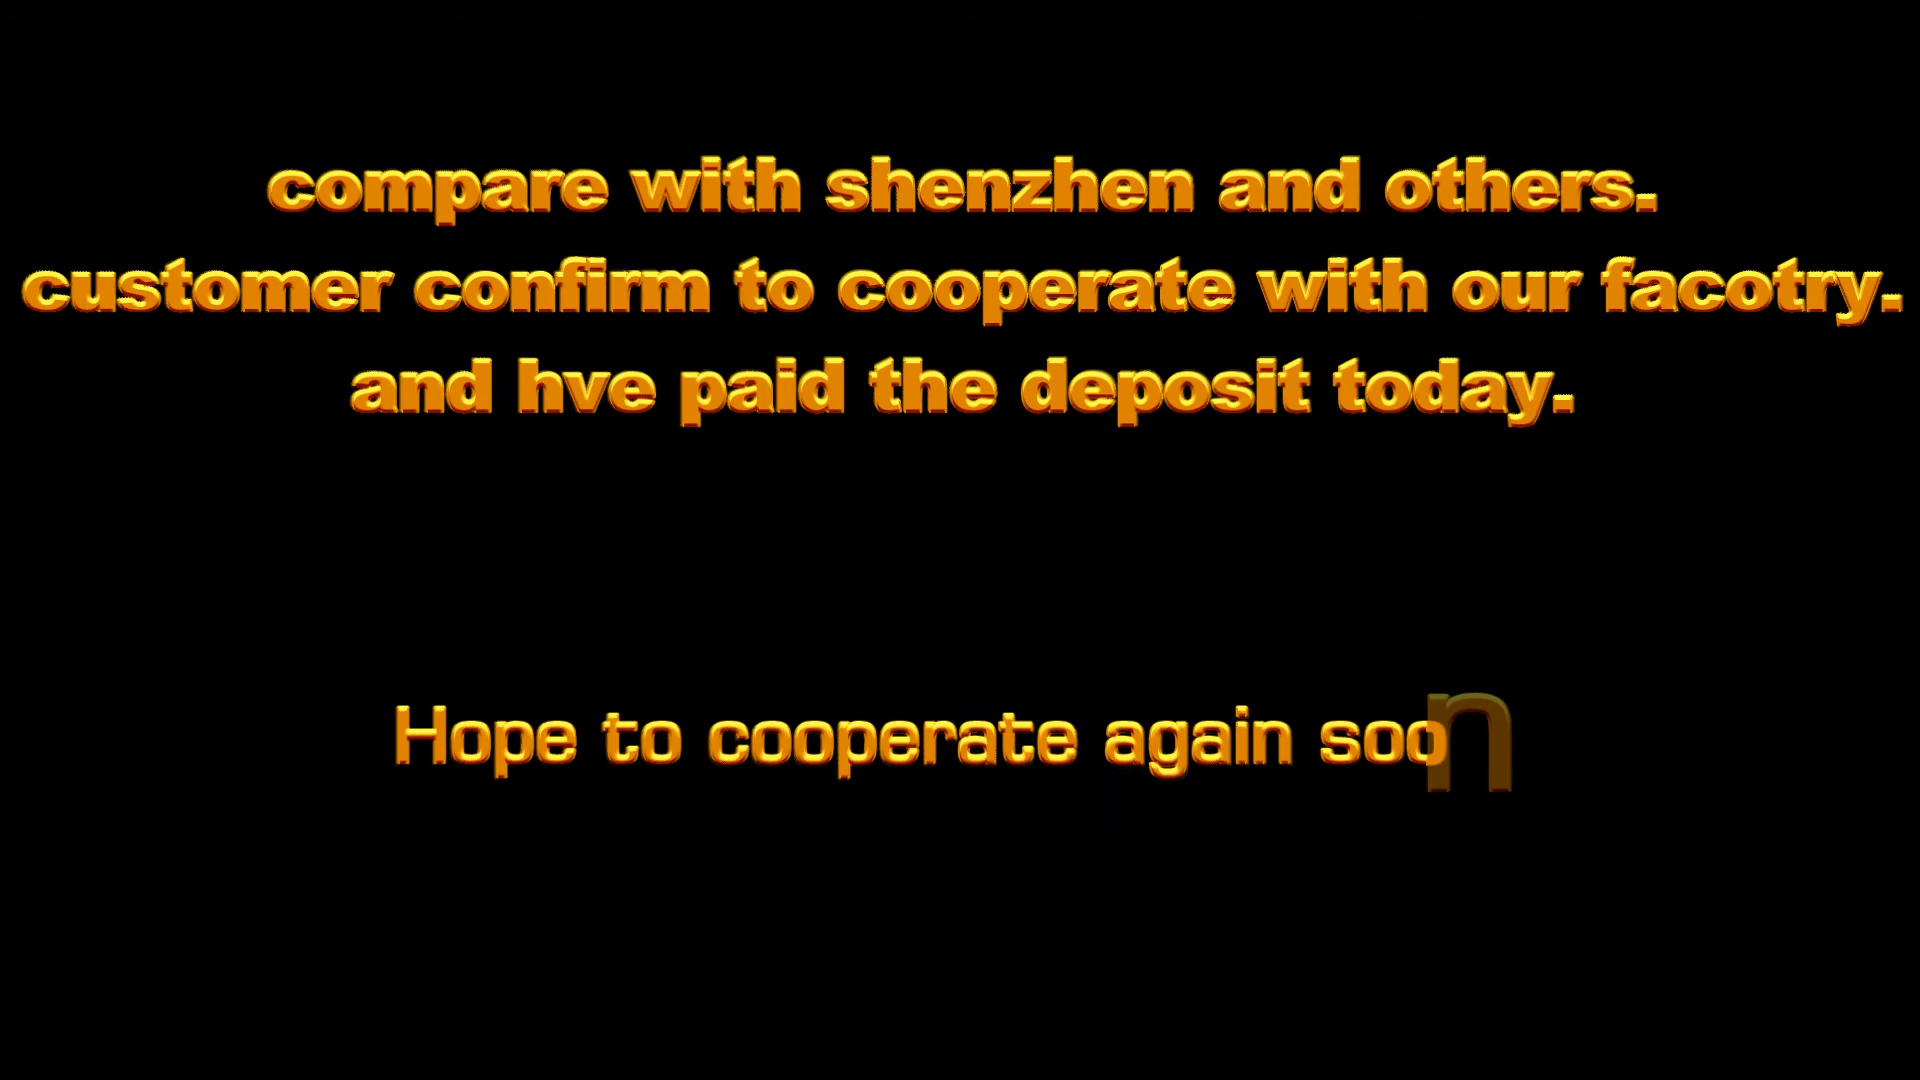 compare with shenzhen and others.
customer confirm to cooperate with our facotry.
and hve paid the deposit today.
Hope to cooperate again soon